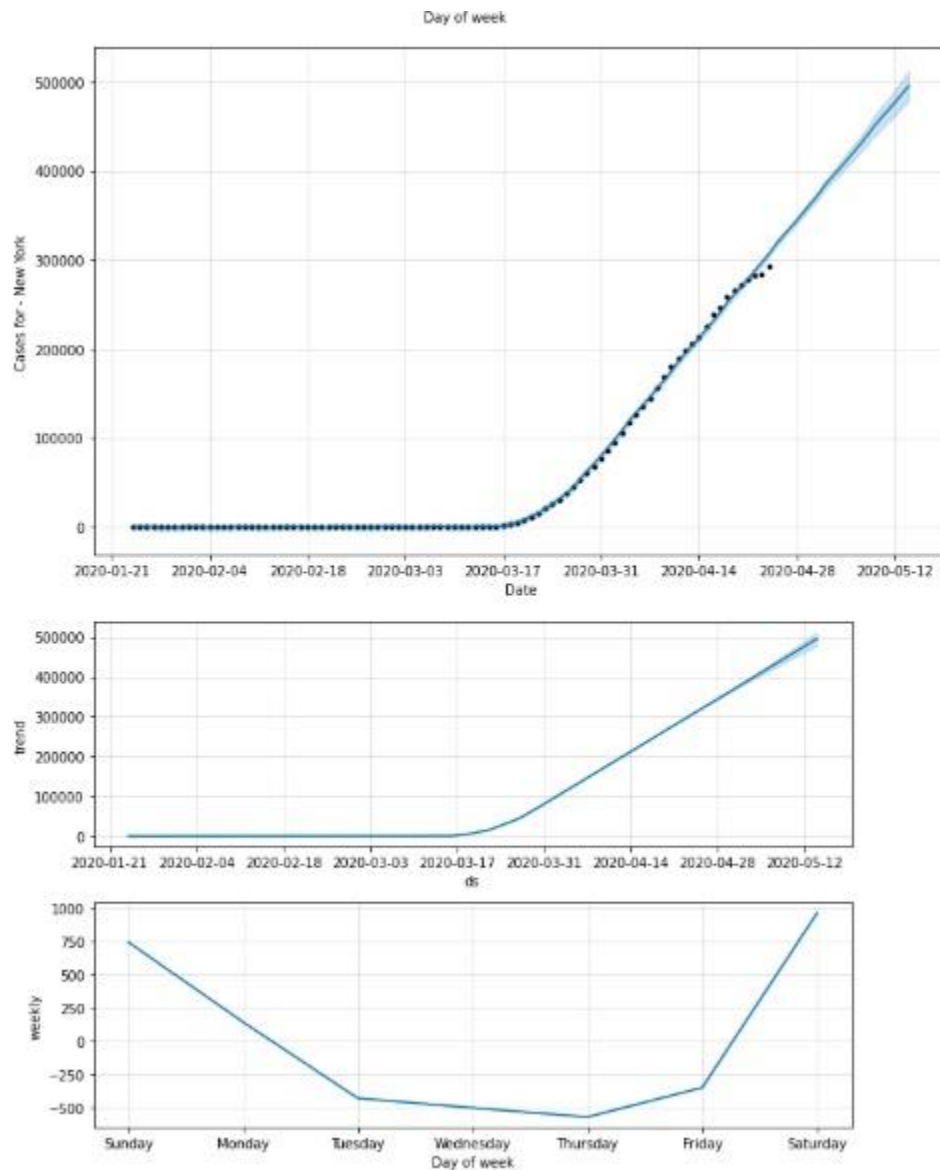 Day of week
500000
400000
300000
200000
100000
0
Cases for - New York
2020-01-21 2020-02-04 2020-02-18 2020-03-03 2020-03-17 2020-03-31 2020-04-14 2020-04-28 2020-05-12
Date
500000
400000
300000
200000
100000
0
trend
2020-01-21 2020-02-04 2020-02-18 2020-03-03 2020-03-17 2020-03-31 2020-04-14 2020-04-28 2020-05-12
ds
1000
750
500
250
0
−250
−500
weekly
Sunday Monday Tuesday Wednesday Thursday Friday Saturday
Day of week